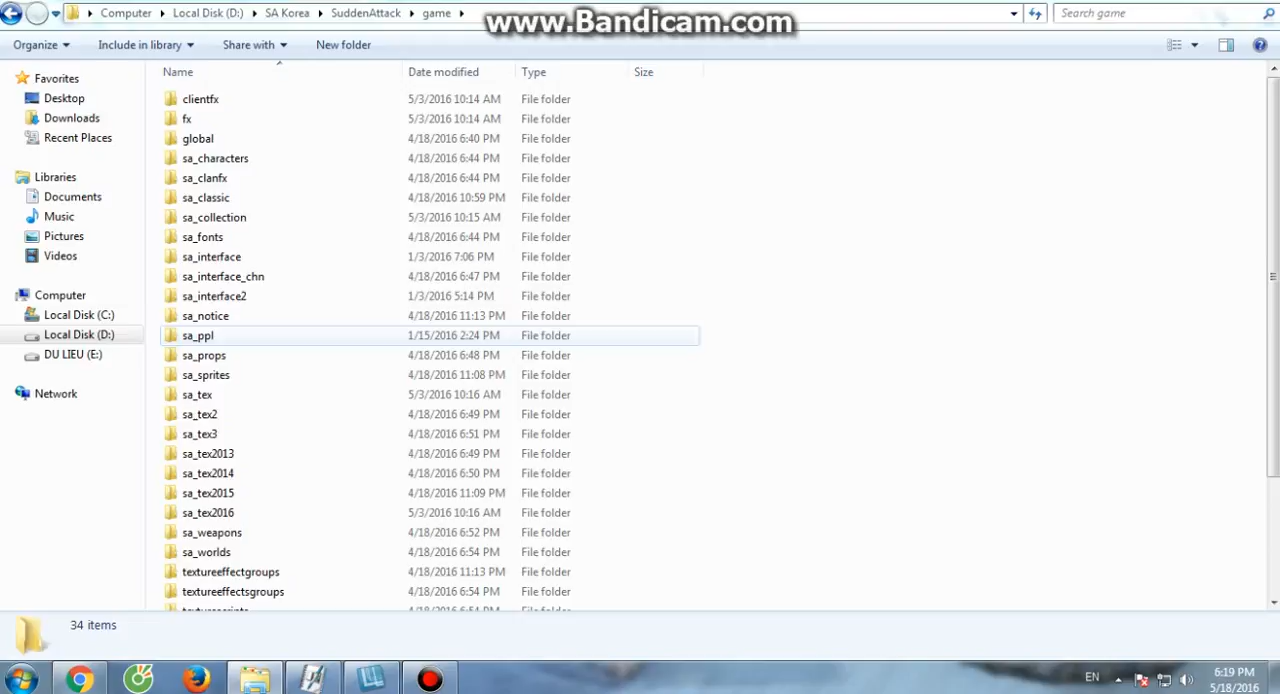 Computer ▸ Local Disk (D:) ▸ SA Korea ▸ SuddenAttack ▸ game ▸
www.Bandicam.com
Search game
Organize Include in library Share with New folder
Name Date modified Type Size
Favorites
Desktop
Downloads
Recent Places
Libraries
Documents
Music
Pictures
Videos
Computer
Local Disk (C:)
Local Disk (D:)
DU LIEU (E:)
Network
clientfx 5/3/2016 10:14 AM File folder
fx 5/3/2016 10:14 AM File folder
global 4/18/2016 6:40 PM File folder
sa_characters 4/18/2016 6:44 PM File folder
sa_clanfx 4/18/2016 6:44 PM File folder
sa_classic 4/18/2016 10:59 PM File folder
sa_collection 5/3/2016 10:15 AM File folder
sa_fonts 4/18/2016 6:44 PM File folder
sa_interface 1/3/2016 7:06 PM File folder
sa_interface_chn 4/18/2016 6:47 PM File folder
sa_interface2 1/3/2016 5:14 PM File folder
sa_notice 4/18/2016 11:13 PM File folder
sa_ppl 1/15/2016 2:24 PM File folder
sa_props 4/18/2016 6:48 PM File folder
sa_sprites 4/18/2016 11:08 PM File folder
sa_tex 5/3/2016 10:16 AM File folder
sa_tex2 4/18/2016 6:49 PM File folder
sa_tex3 4/18/2016 6:51 PM File folder
sa_tex2013 4/18/2016 6:49 PM File folder
sa_tex2014 4/18/2016 6:50 PM File folder
sa_tex2015 4/18/2016 11:09 PM File folder
sa_tex2016 5/3/2016 10:16 AM File folder
sa_weapons 4/18/2016 6:52 PM File folder
sa_worlds 4/18/2016 6:54 PM File folder
textureeffectgroups 4/18/2016 11:13 PM File folder
textureeffectsgroups 4/18/2016 6:54 PM File folder
34 items
EN
6:19 PM
5/18/2016